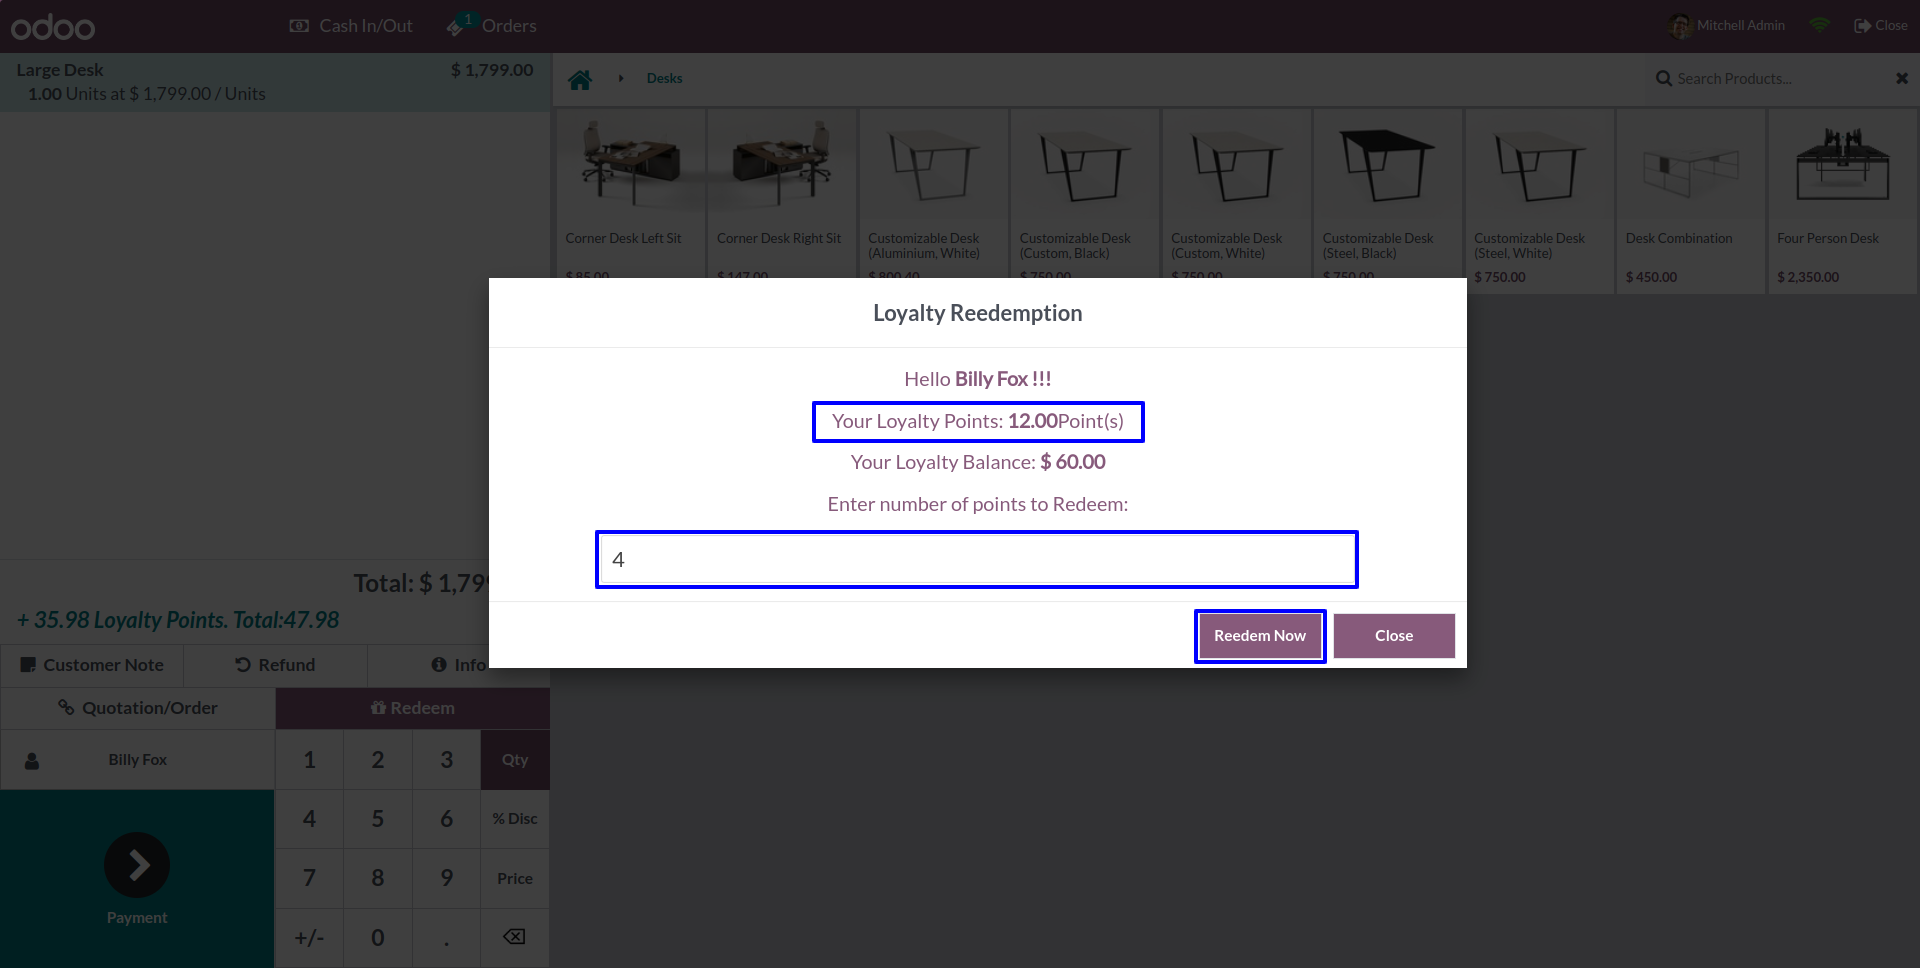 odoo
Cash In/Out
1
Orders
Mitchell Admin
Close
Large Desk
$ 1,799.00
1.00 Units at $ 1,799.00 / Units
Desks
Search Products...
Corner Desk Left Sit
$ 85.00
Corner Desk Right Sit
$ 147.00
Customizable Desk
(Aluminium, White)
$ 800.40
Customizable Desk
(Custom, Black)
$ 750.00
Customizable Desk
(Custom, White)
$ 750.00
Customizable Desk
(Steel, Black)
$ 750.00
Customizable Desk
(Steel, White)
$ 750.00
Desk Combination
$ 450.00
Four Person Desk
$ 2,350.00
Loyalty Reedemption
Hello Billy Fox !!!
Your Loyalty Points: 12.00Point(s)
Your Loyalty Balance: $ 60.00
Enter number of points to Redeem:
4
Reedem Now
Close
Total: $ 1,799
+ 35.98 Loyalty Points. Total:47.98
Customer Note
Refund
Info
Quotation/Order
Redeem
Billy Fox
1 2 3 Qty
4 5 6 % Disc
7 8 9 Price
+/- 0 .
Payment